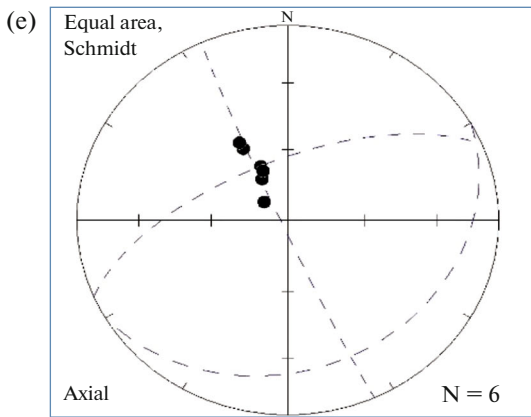 (e)
Equal area,
Schmidt
N
Axial
N = 6